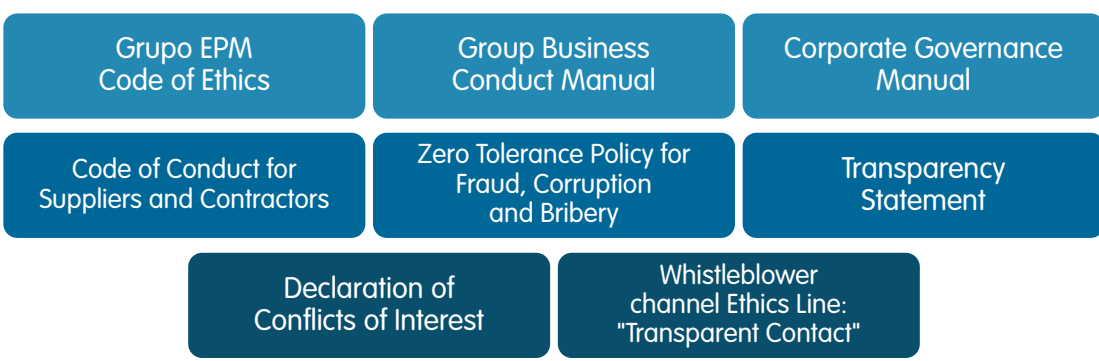 Grupo EPM
Code of Ethics
Group Business
Conduct Manual
Corporate Governance
Manual
Code of Conduct for
Suppliers and Contractors
Zero Tolerance Policy for
Fraud, Corruption
and Bribery
Transparency
Statement
Declaration of
Conflicts of Interest
Whistleblower
channel Ethics Line:
"Transparent Contact"